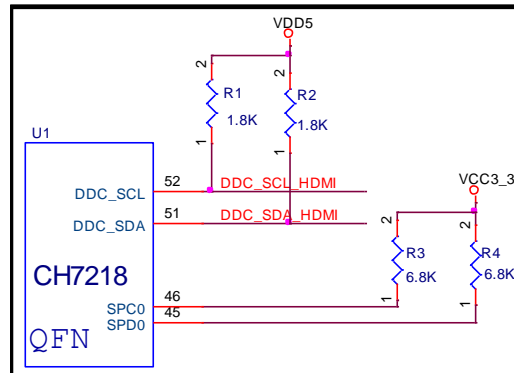 VDD5
2
2
R1
R2
1.8K
1.8K
1
1
U1
DDC_SCL
52
DDC_SCL_HDMI
VCC3_3
DDC_SDA
51
DDC_SDA_HDMI
2
2
R3
R4
6.8K
6.8K
CH7218
1
1
SPC0
46
SPD0
45
QFN